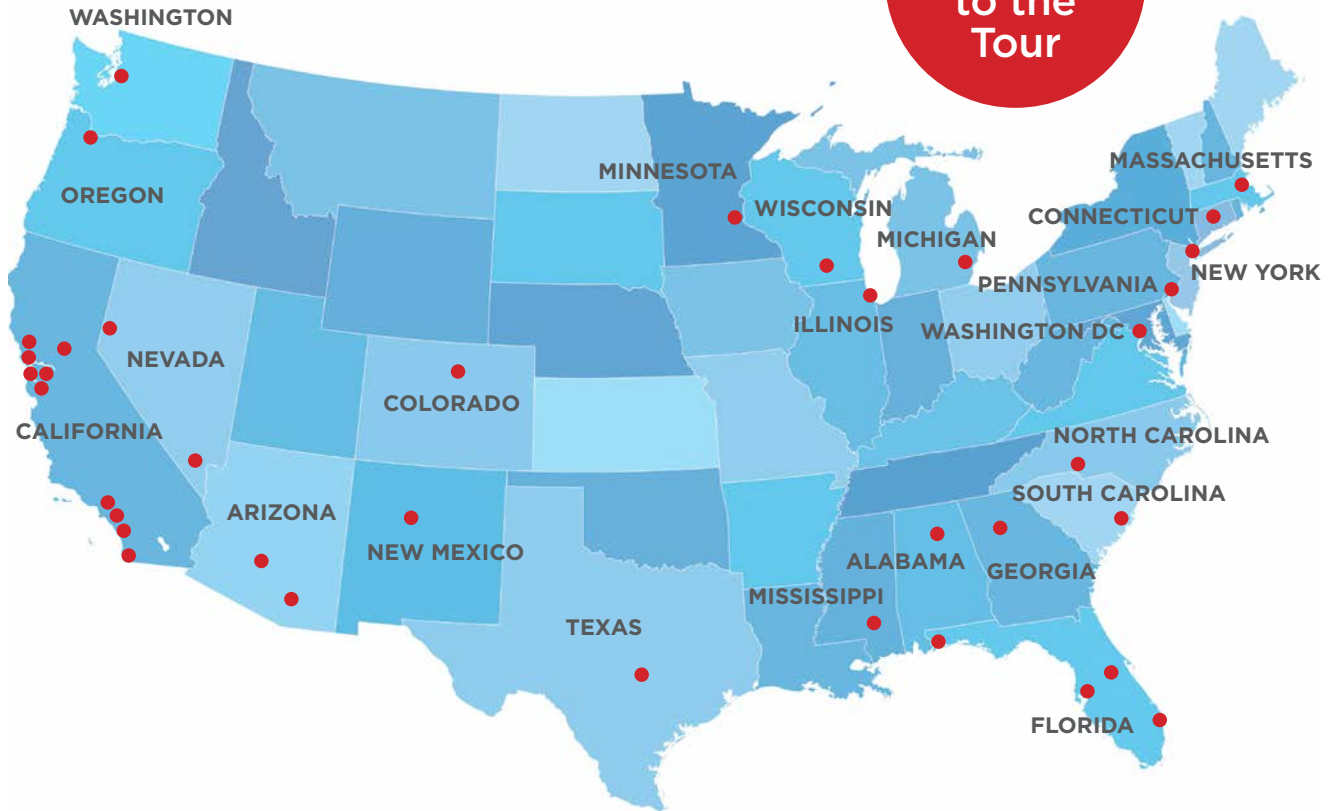 to the
Tour
WASHINGTON
OREGON
MINNESOTA
WISCONSIN
MICHIGAN
MASSACHUSETTS
CONNECTICUT
NEW YORK
PENNSYLVANIA
ILLINOIS
WASHINGTON DC
NEVADA
COLORADO
CALIFORNIA
NORTH CAROLINA
SOUTH CAROLINA
ARIZONA
NEW MEXICO
ALABAMA
GEORGIA
MISSISSIPPI
TEXAS
FLORIDA